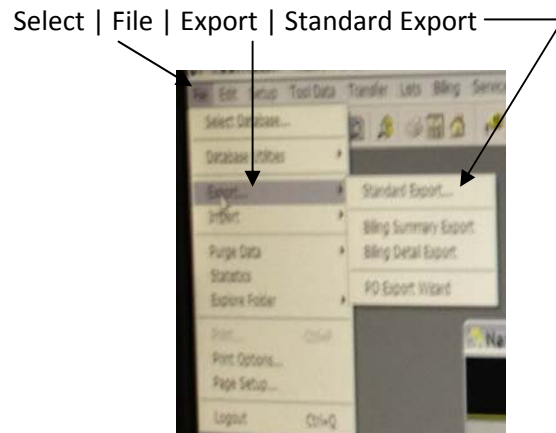 Select | File | Export | Standard Export
File Edit Setup Tool Data Transfer Lots Billing Service
Select Database...
Database Utilities
Export...
Standard Export...
Import
Billing Summary Export
Purge Data
Billing Detail Export
Statistics
PO Export Wizard
Explore Folder
Print... Ctrl+P
Print Options...
Na
Page Setup...
Logout Ctrl+Q